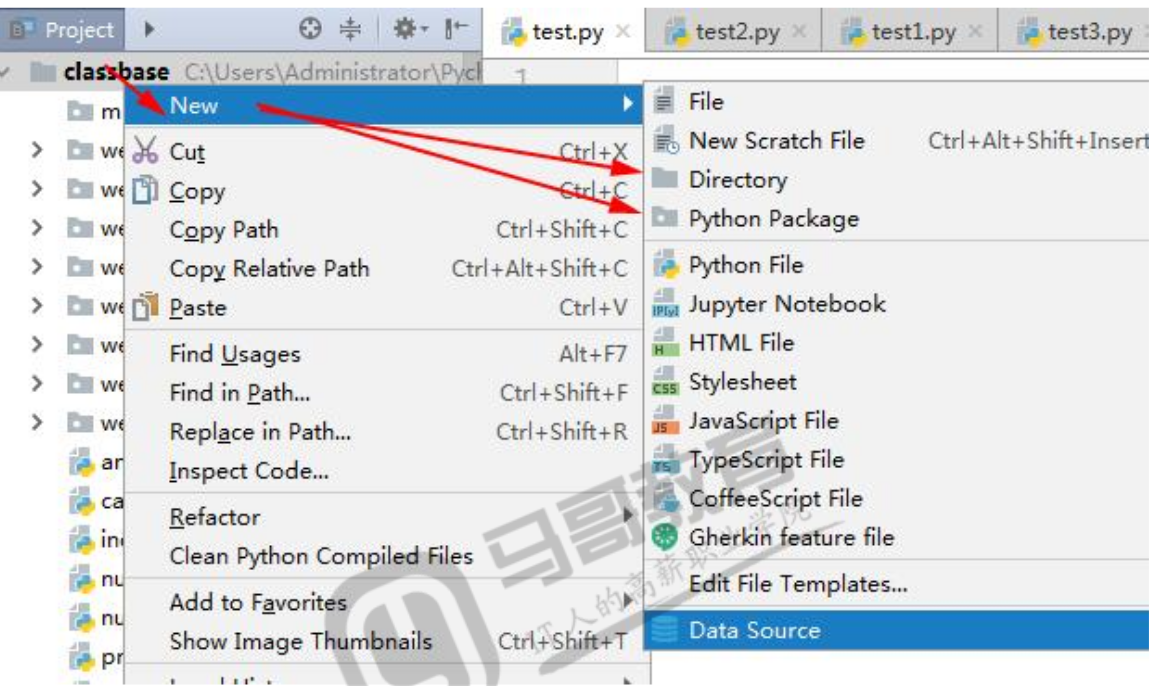 Project
test.py
test2.py
test1.py
test3.py
classbase C:\Users\Administrator\Pych
1
m
New
we
Cut Ctrl+X
we
Copy Ctrl+C
we
Copy Path Ctrl+Shift+C
we
Copy Relative Path Ctrl+Alt+Shift+C
we
Paste Ctrl+V
we
Find Usages Alt+F7
we
Find in Path... Ctrl+Shift+F
we
Replace in Path... Ctrl+Shift+R
ar
Inspect Code...
ca
Refactor
Clean Python Compiled Files
nu
Add to Favorites
nu
Show Image Thumbnails Ctrl+Shift+T
pr
File
New Scratch File Ctrl+Alt+Shift+Insert
Directory
Python Package
Python File
IP[y]
Jupyter Notebook
H
HTML File
CSS
Stylesheet
JS
JavaScript File
TS
TypeScript File
CoffeeScript File
Gherkin feature file
Edit File Templates...
Data Source
马哥教育
IT人的高薪职业学院